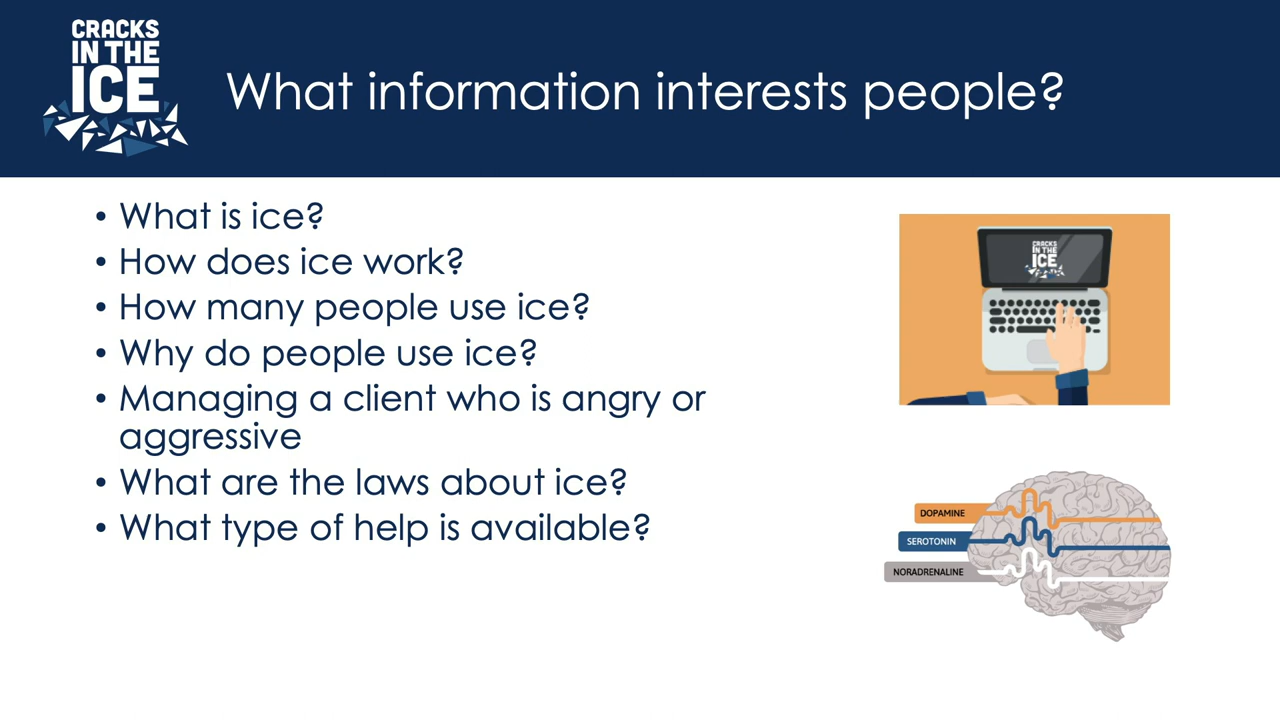 CRACKS
IN THE
ICE
What information interests people?
• What is ice?
• How does ice work?
• How many people use ice?
• Why do people use ice?
• Managing a client who is angry or
aggressive
• What are the laws about ice?
• What type of help is available?
CRACKS
IN THE
ICE
DOPAMINE
SEROTONIN
NORADRENALINE